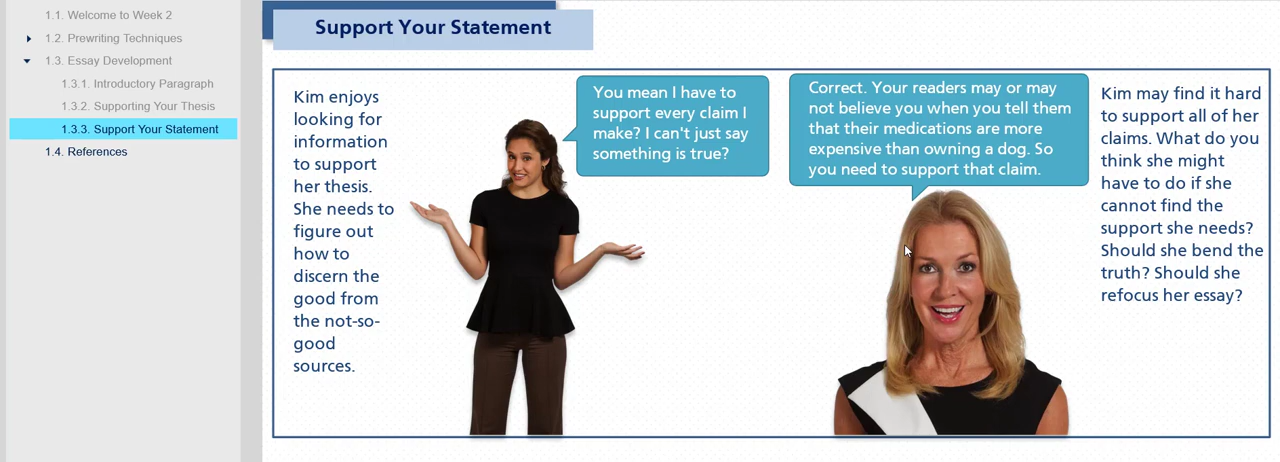 1.1. Welcome to Week 2
1.2. Prewriting Techniques
1.3. Essay Development
1.3.1. Introductory Paragraph
1.3.2. Supporting Your Thesis
1.3.3. Support Your Statement
1.4. References
Support Your Statement
Kim enjoys
looking for
information
to support
her thesis.
She needs to
figure out
how to
discern the
good from
the not-so-
good
sources.
You mean I have to
support every claim I
make? I can't just say
something is true?
Correct. Your readers may or may
not believe you when you tell them
that their medications are more
expensive than owning a dog. So
you need to support that claim.
Kim may find it hard
to support all of her
claims. What do you
think she might
have to do if she
cannot find the
support she needs?
Should she bend the
truth? Should she
refocus her essay?